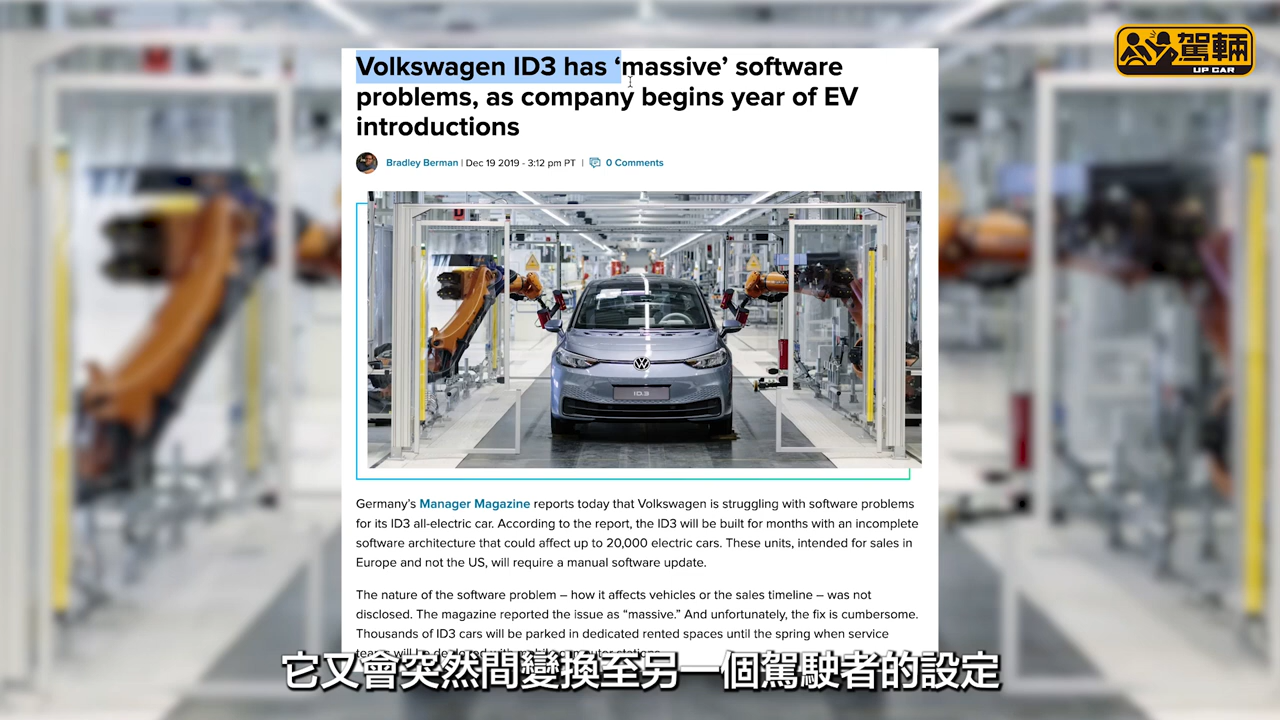 駕輛
UP CAR
Volkswagen ID3 has ‘massive’ software
problems, as company begins year of EV
introductions
Bradley Berman | Dec 19 2019 - 3:12 pm PT | 0 Comments
ID.3
Germany’s Manager Magazine reports today that Volkswagen is struggling with software problems
for its ID3 all-electric car. According to the report, the ID3 will be built for months with an incomplete
software architecture that could affect up to 20,000 electric cars. These units, intended for sales in
Europe and not the US, will require a manual software update.
The nature of the software problem – how it affects vehicles or the sales timeline – was not
disclosed. The magazine reported the issue as “massive.” And unfortunately, the fix is cumbersome.
Thousands of ID3 cars will be parked in dedicated rented spaces until the spring when service
它又會突然間變換至另一個駕駛者的設定